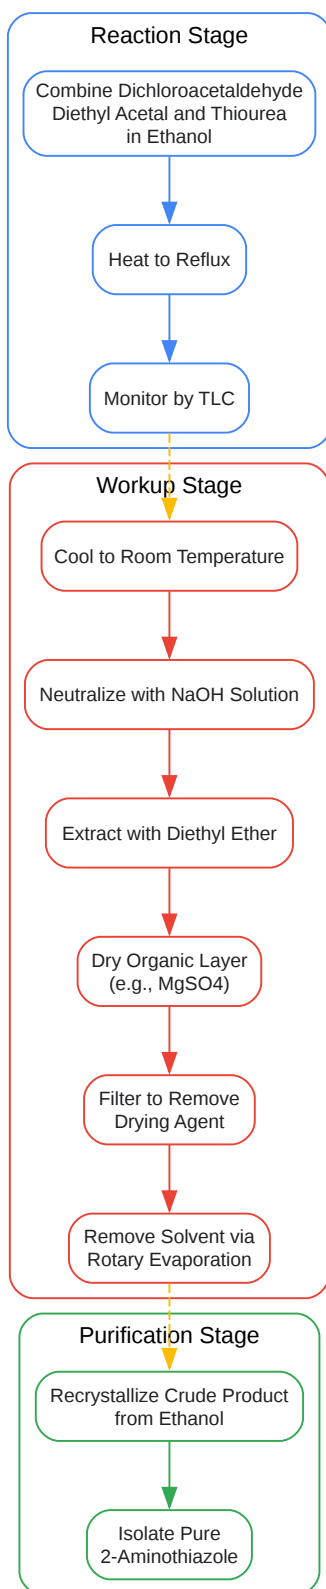 Reaction Stage
Combine Dichloroacetaldehyde
Diethyl Acetal and Thiourea
in Ethanol
Heat to Reflux
Monitor by TLC
Workup Stage
Cool to Room Temperature
Neutralize with NaOH Solution
Extract with Diethyl Ether
Dry Organic Layer
(e.g., MgSO4)
Filter to Remove
Drying Agent
Remove Solvent via
Rotary Evaporation
Purification Stage
Recrystallize Crude Product
from Ethanol
Isolate Pure
2-Aminothiazole